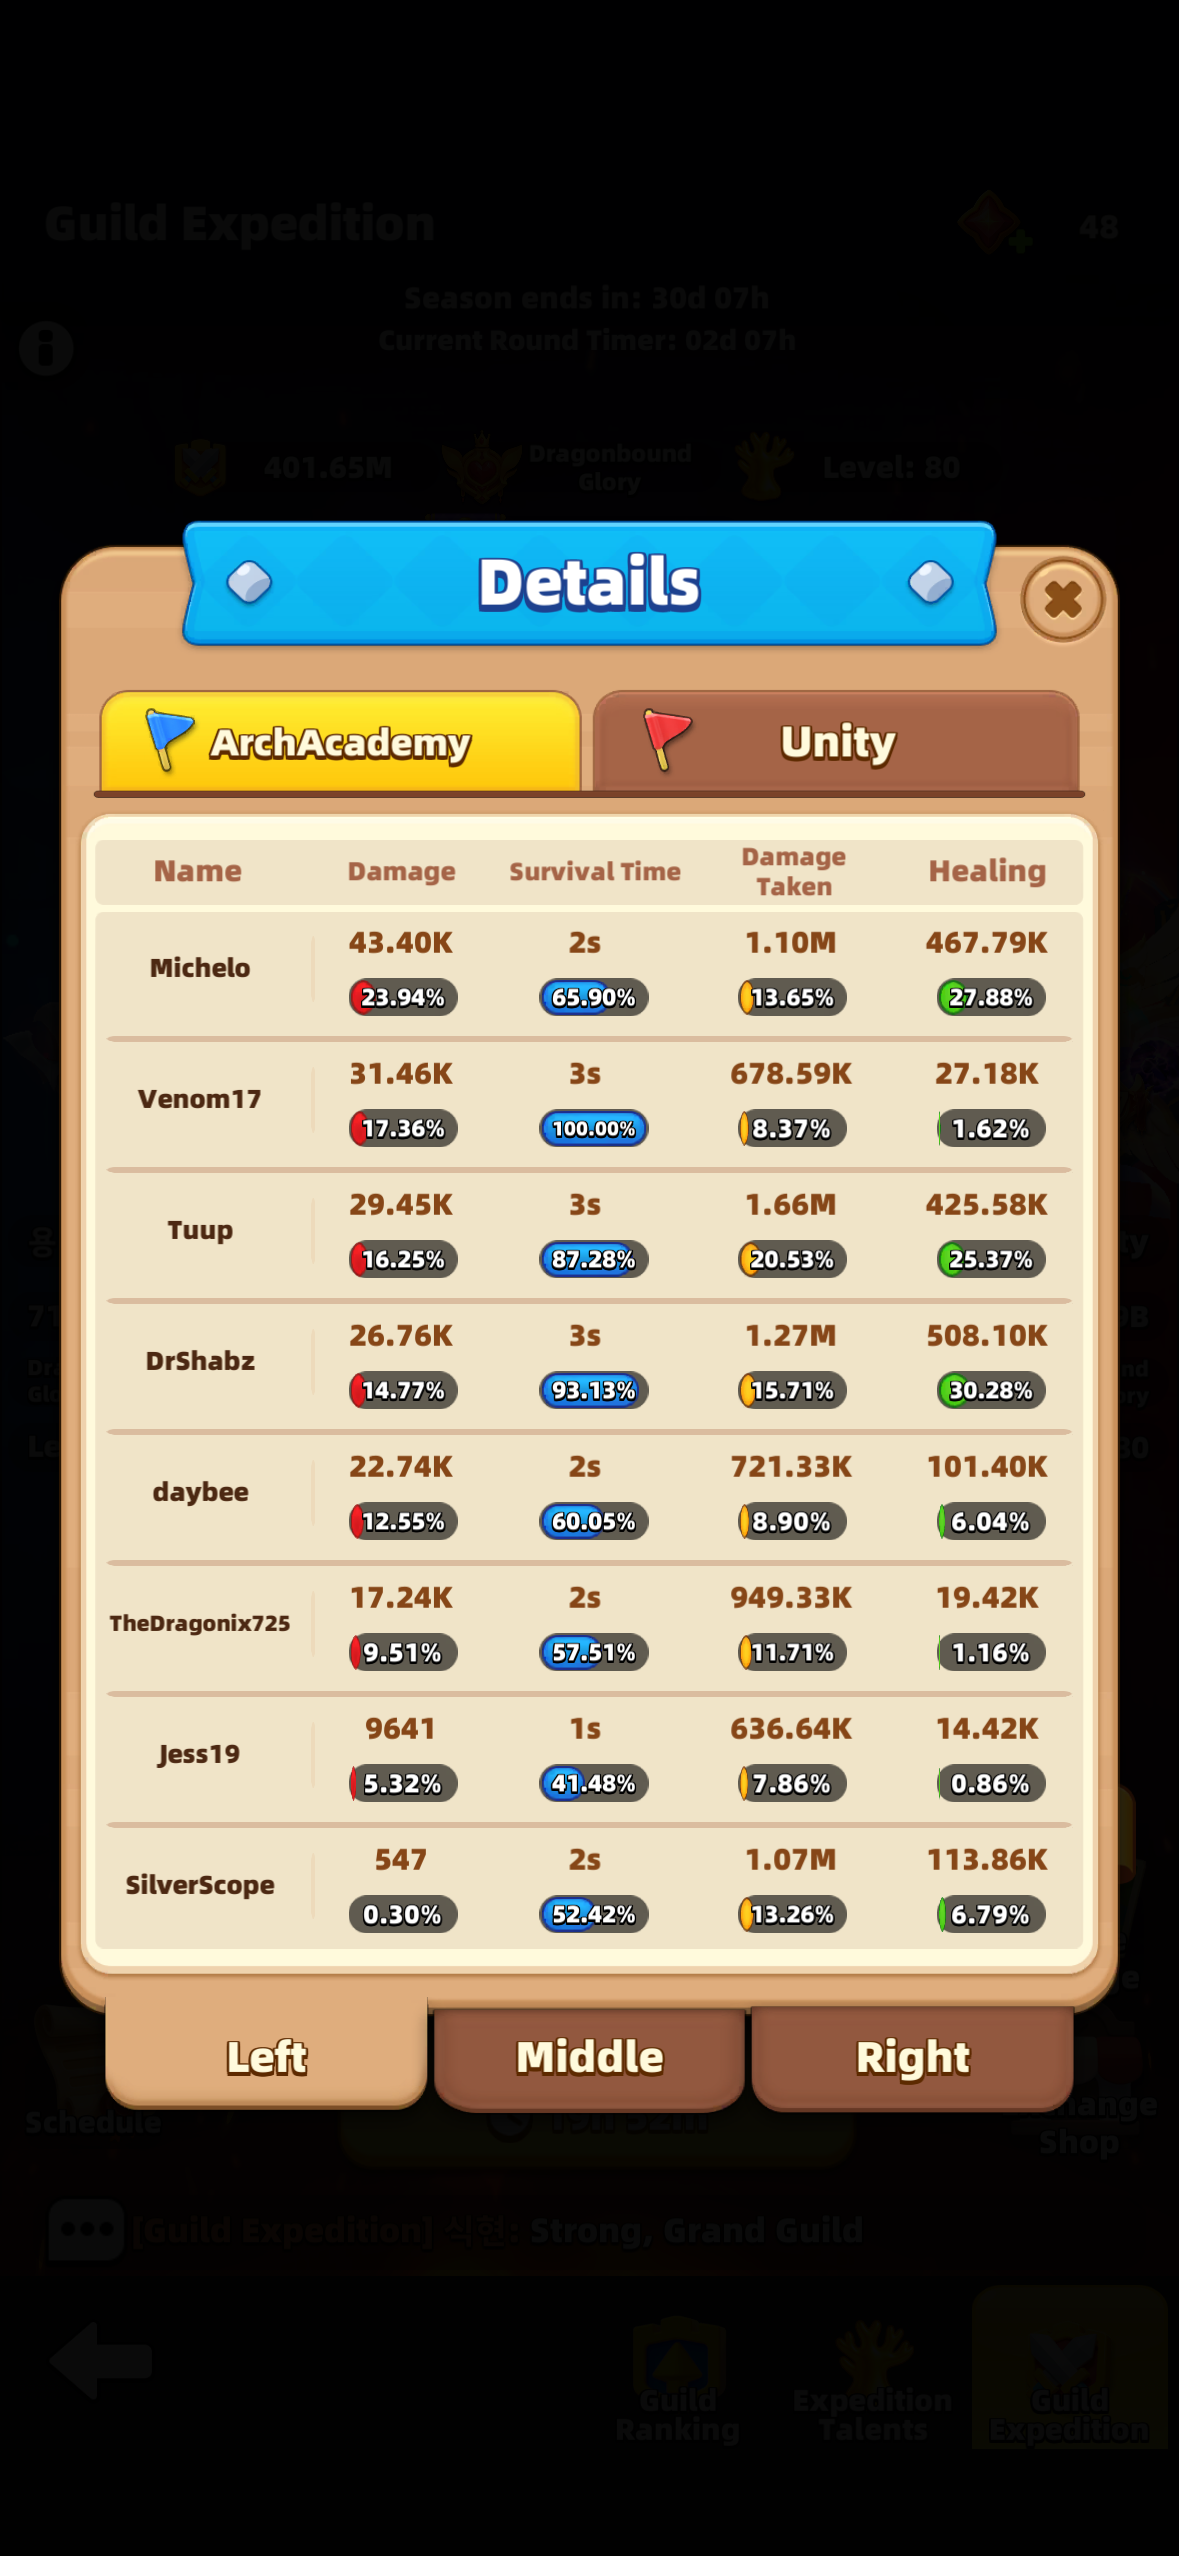 Guild Expedition
48
Season ends in: 30d 07h
Current Round Timer: 02d 07h
401.65M
Dragonbound
Glory
Level: 80
Details
ArchAcademy
Unity
Name
Damage
Survival Time
Damage
Taken
Healing
Michelo
43.40K
2s
1.10M
467.79K
23.94%
65.90%
13.65%
27.88%
Venom17
31.46K
3s
678.59K
27.18K
17.36%
100.00%
8.37%
1.62%
Tuup
29.45K
3s
1.66M
425.58K
16.25%
87.28%
20.53%
25.37%
DrShabz
26.76K
3s
1.27M
508.10K
14.77%
93.13%
15.71%
30.28%
daybee
22.74K
2s
721.33K
101.40K
12.55%
60.05%
8.90%
6.04%
TheDragonix725
17.24K
2s
949.33K
19.42K
9.51%
57.51%
11.71%
1.16%
Jess19
9641
1s
636.64K
14.42K
5.32%
41.48%
7.86%
0.86%
SilverScope
547
2s
1.07M
113.86K
0.30%
52.42%
13.26%
6.79%
Left
Middle
Right
Schedule
Shop
[Guild Expedition] 식현: Strong, Grand Guild
Guild
Ranking
Expedition
Talents
Guild
Expedition